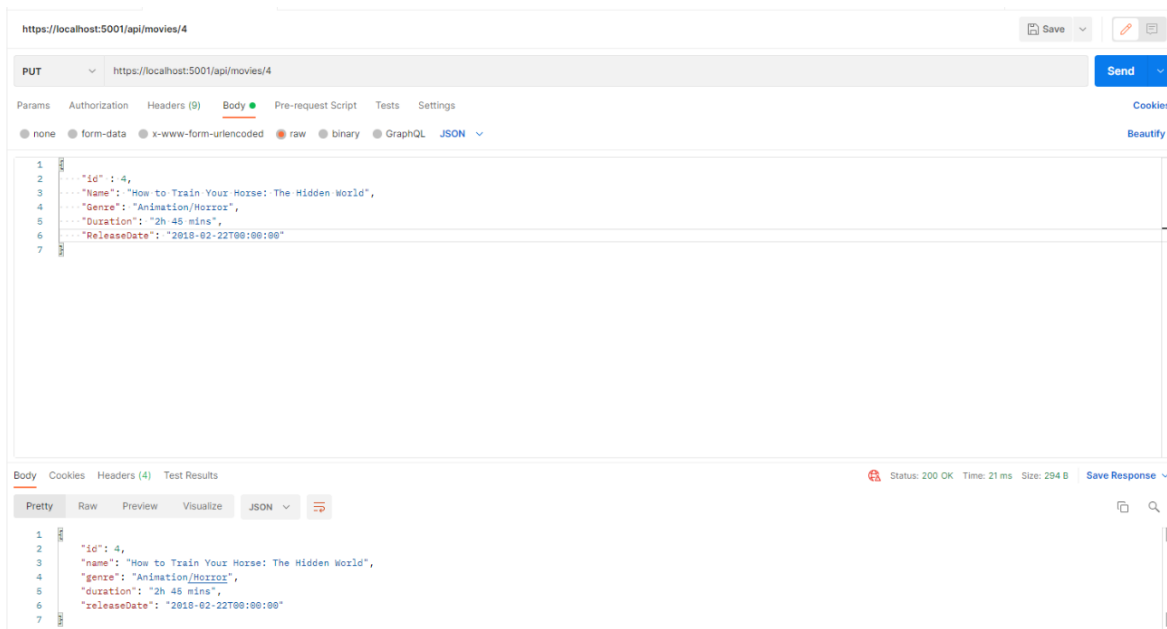 https://localhost:5001/api/movies/4 Save
PUT https://localhost:5001/api/movies/4 Send
Params Authorization Headers (9) Body Pre-request Script Tests Settings Cookies
none form-data x-www-form-urlencoded raw binary GraphQL JSON Beautify
1 {
2 "id" : 4,
3 "Name": "How to Train Your Horse: The Hidden World",
4 "Genre": "Animation/Horror",
5 "Duration": "2h 45 mins",
6 "ReleaseDate": "2018-02-22T00:00:00"
7 }
Body Cookies Headers (4) Test Results Status: 200 OK Time: 21 ms Size: 294 B Save Response
Pretty Raw Preview Visualize JSON
1 {
2 "id": 4,
3 "name": "How to Train Your Horse: The Hidden World",
4 "genre": "Animation/Horror",
5 "duration": "2h 45 mins",
6 "releaseDate": "2018-02-22T00:00:00"
7 }